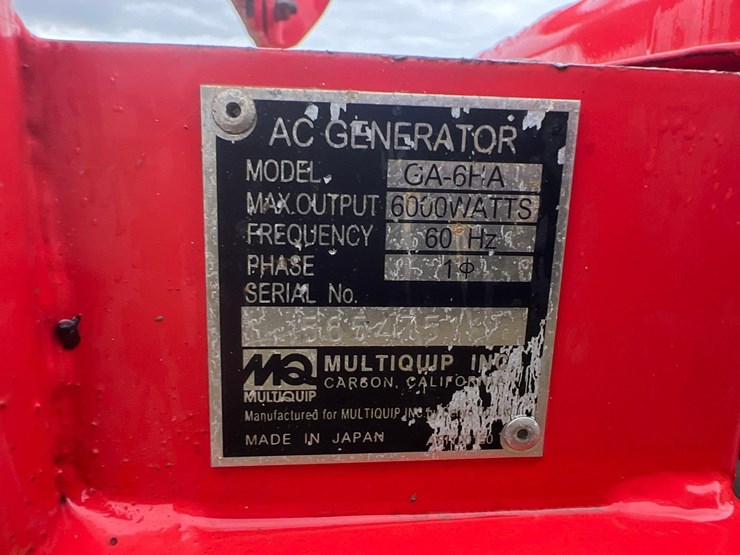 AC GENERATOR
MODEL GA-6HA
MAX.OUTPUT 6000WATTS
FREQUENCY 60 Hz
PHASE 1Φ
SERIAL No.
MQ MULTIQUIP INC
CARSON,
MULTIQUIP
Manufactured for MULTIQUIP INC.
MADE IN JAPAN